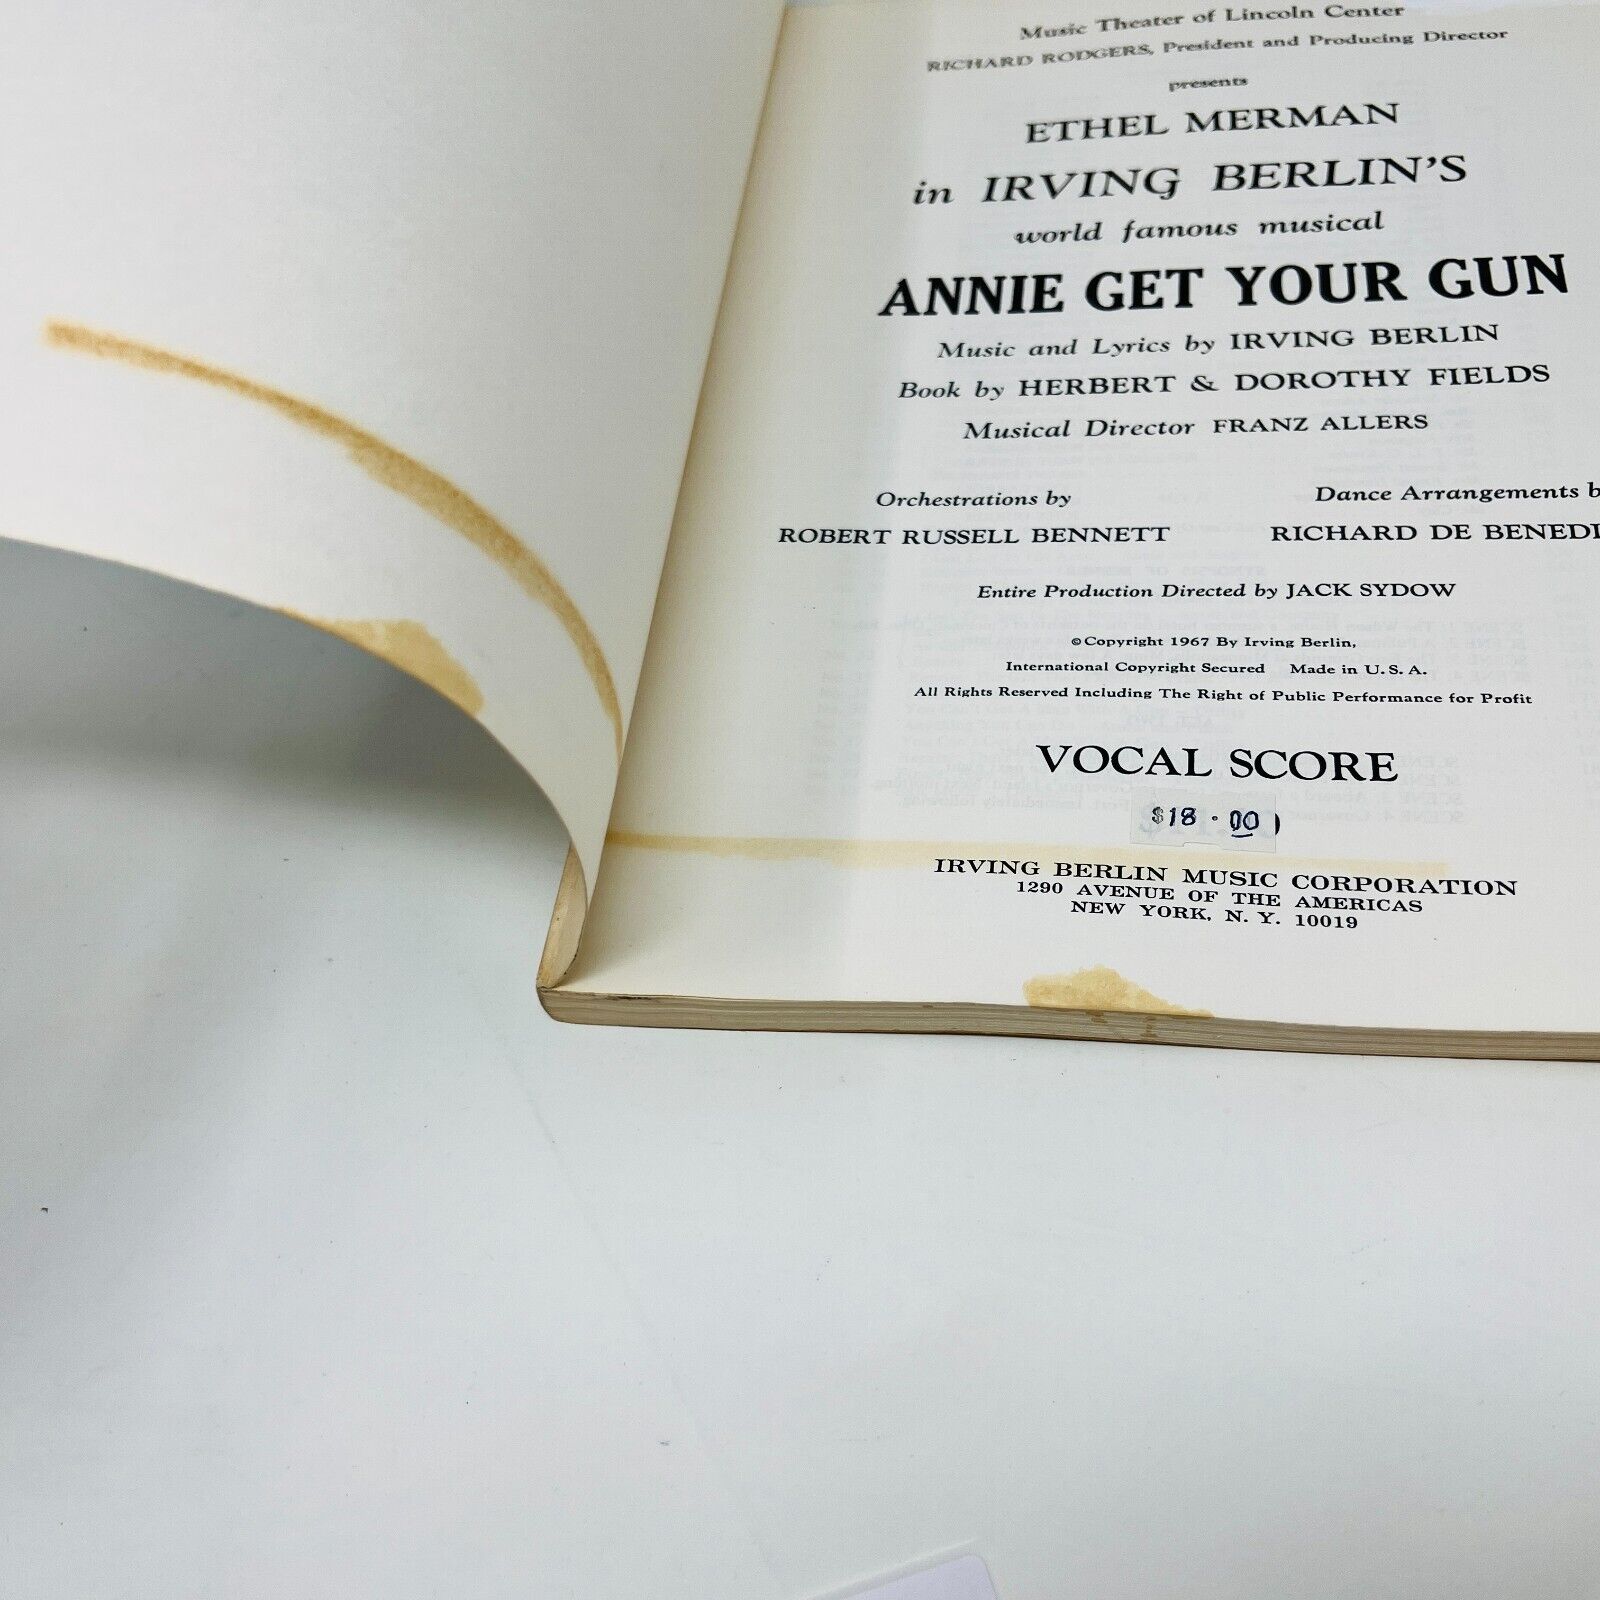 Music Theater of Lincoln Center
RICHARD RODGERS, President and Producing Director
presents
ETHEL MERMAN
in IRVING BERLIN'S
world famous musical
ANNIE GET YOUR GUN
Music and Lyrics by IRVING BERLIN
Book by HERBERT & DOROTHY FIELDS
Musical Director FRANZ ALLERS
Orchestrations by
ROBERT RUSSELL BENNETT
Dance Arrangements
RICHARD DE
Entire Production Directed by JACK SYDOW
©Copyright 1967 By Irving Berlin,
International Copyright Secured Made in U. S. A.
All Rights Reserved Including The Right of Public Performance for Profit
VOCAL SCORE
$18.00
IRVING BERLIN MUSIC CORPORATION
1290 AVENUE OF THE AMERICAS
NEW YORK, N. Y. 10019